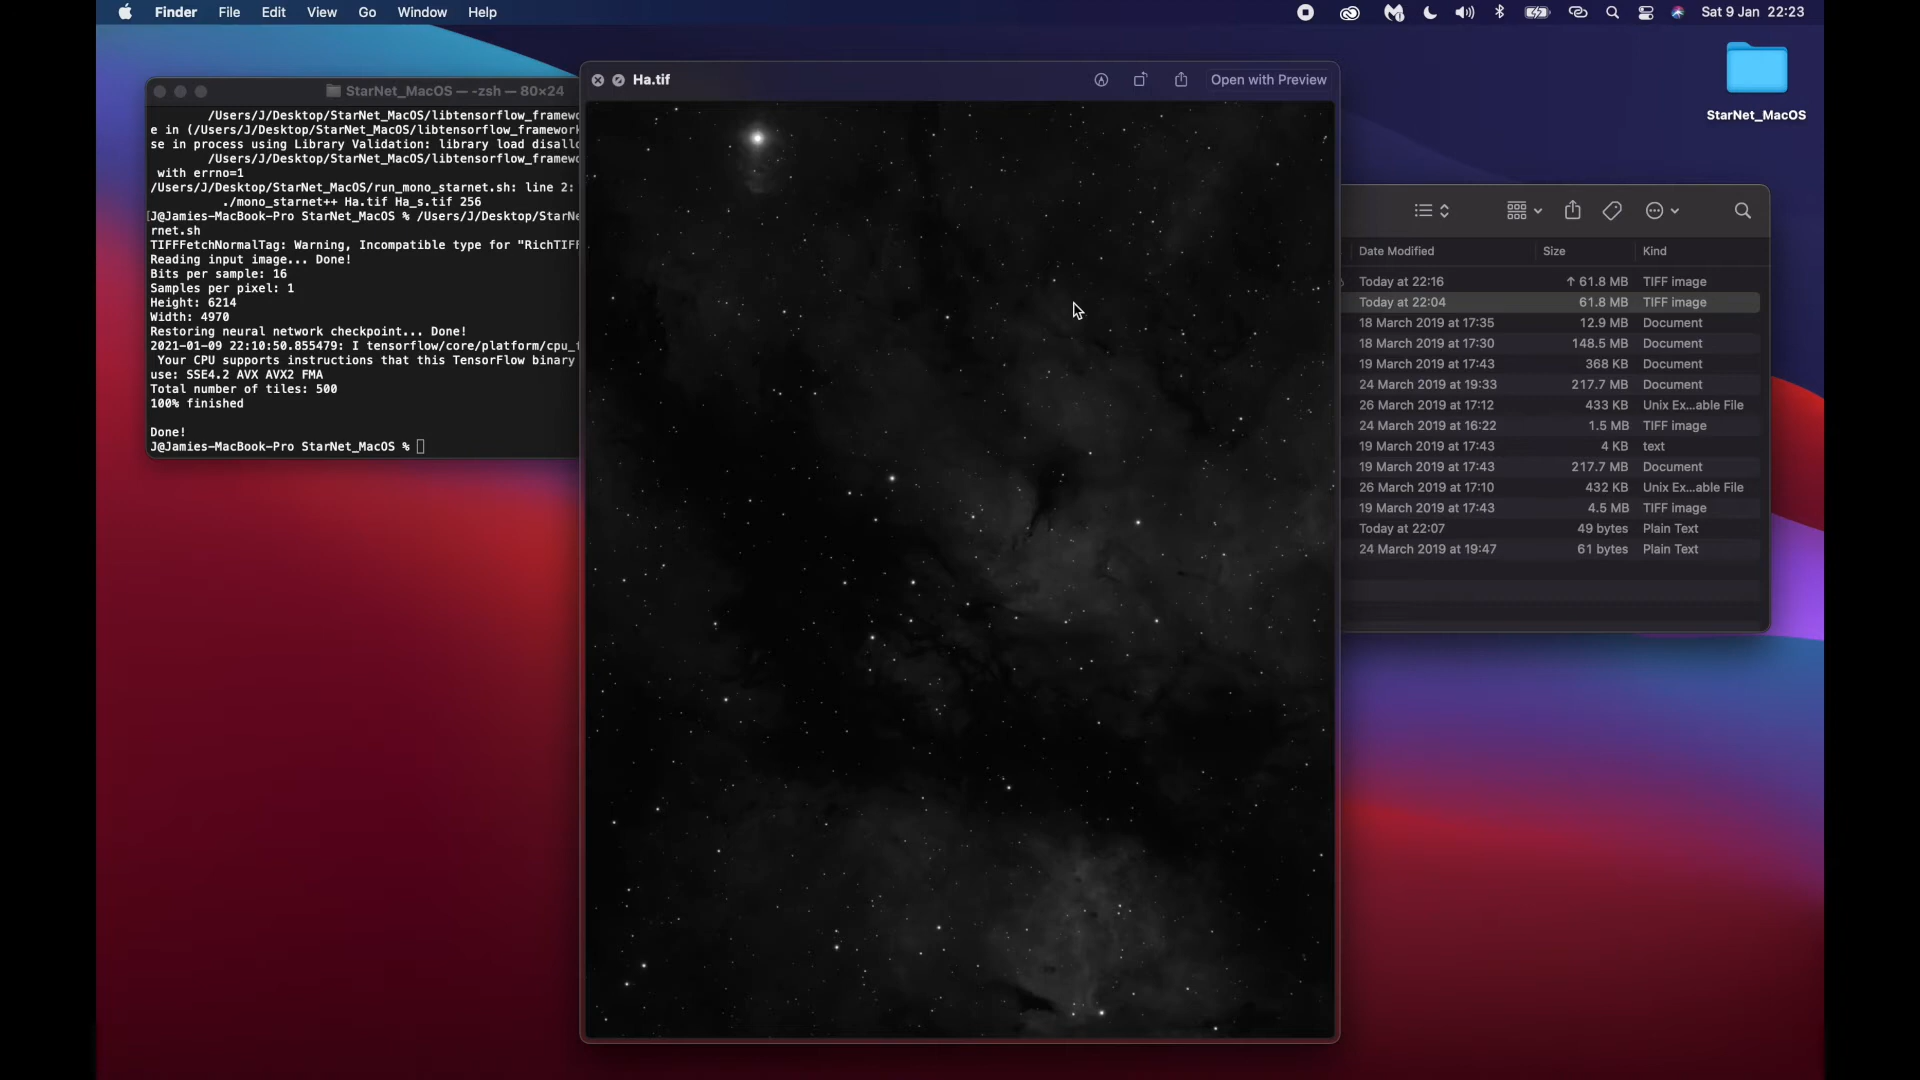 Finder File Edit View Go Window Help Sat 9 Jan 22:23
StarNet_MacOS
StarNet_MacOS — -zsh — 80×24
/Users/J/Desktop/StarNet_MacOS/libtensorflow_framewo
e in (/Users/J/Desktop/StarNet_MacOS/libtensorflow_framework
se in process using Library Validation: library load disallo
/Users/J/Desktop/StarNet_MacOS/libtensorflow_framewo
with errno=1
/Users/J/Desktop/StarNet_MacOS/run_mono_starnet.sh: line 2:
./mono_starnet++ Ha.tif Ha_s.tif 256
[J@Jamies-MacBook-Pro StarNet_MacOS % /Users/J/Desktop/StarNe
rnet.sh
TIFFFetchNormalTag: Warning, Incompatible type for "RichTIFF
Reading input image... Done!
Bits per sample: 16
Samples per pixel: 1
Height: 6214
Width: 4970
Restoring neural network checkpoint... Done!
2021-01-09 22:10:50.855479: I tensorflow/core/platform/cpu_f
Your CPU supports instructions that this TensorFlow binary
use: SSE4.2 AVX AVX2 FMA
Total number of tiles: 500
100% finished
Done!
J@Jamies-MacBook-Pro StarNet_MacOS %
Ha.tif Open with Preview
Date Modified Size Kind
Today at 22:16 ↑ 61.8 MB TIFF image
Today at 22:04 61.8 MB TIFF image
18 March 2019 at 17:35 12.9 MB Document
18 March 2019 at 17:30 148.5 MB Document
19 March 2019 at 17:43 368 KB Document
24 March 2019 at 19:33 217.7 MB Document
26 March 2019 at 17:12 433 KB Unix Ex...able File
24 March 2019 at 16:22 1.5 MB TIFF image
19 March 2019 at 17:43 4 KB text
19 March 2019 at 17:43 217.7 MB Document
26 March 2019 at 17:10 432 KB Unix Ex...able File
19 March 2019 at 17:43 4.5 MB TIFF image
Today at 22:07 49 bytes Plain Text
24 March 2019 at 19:47 61 bytes Plain Text